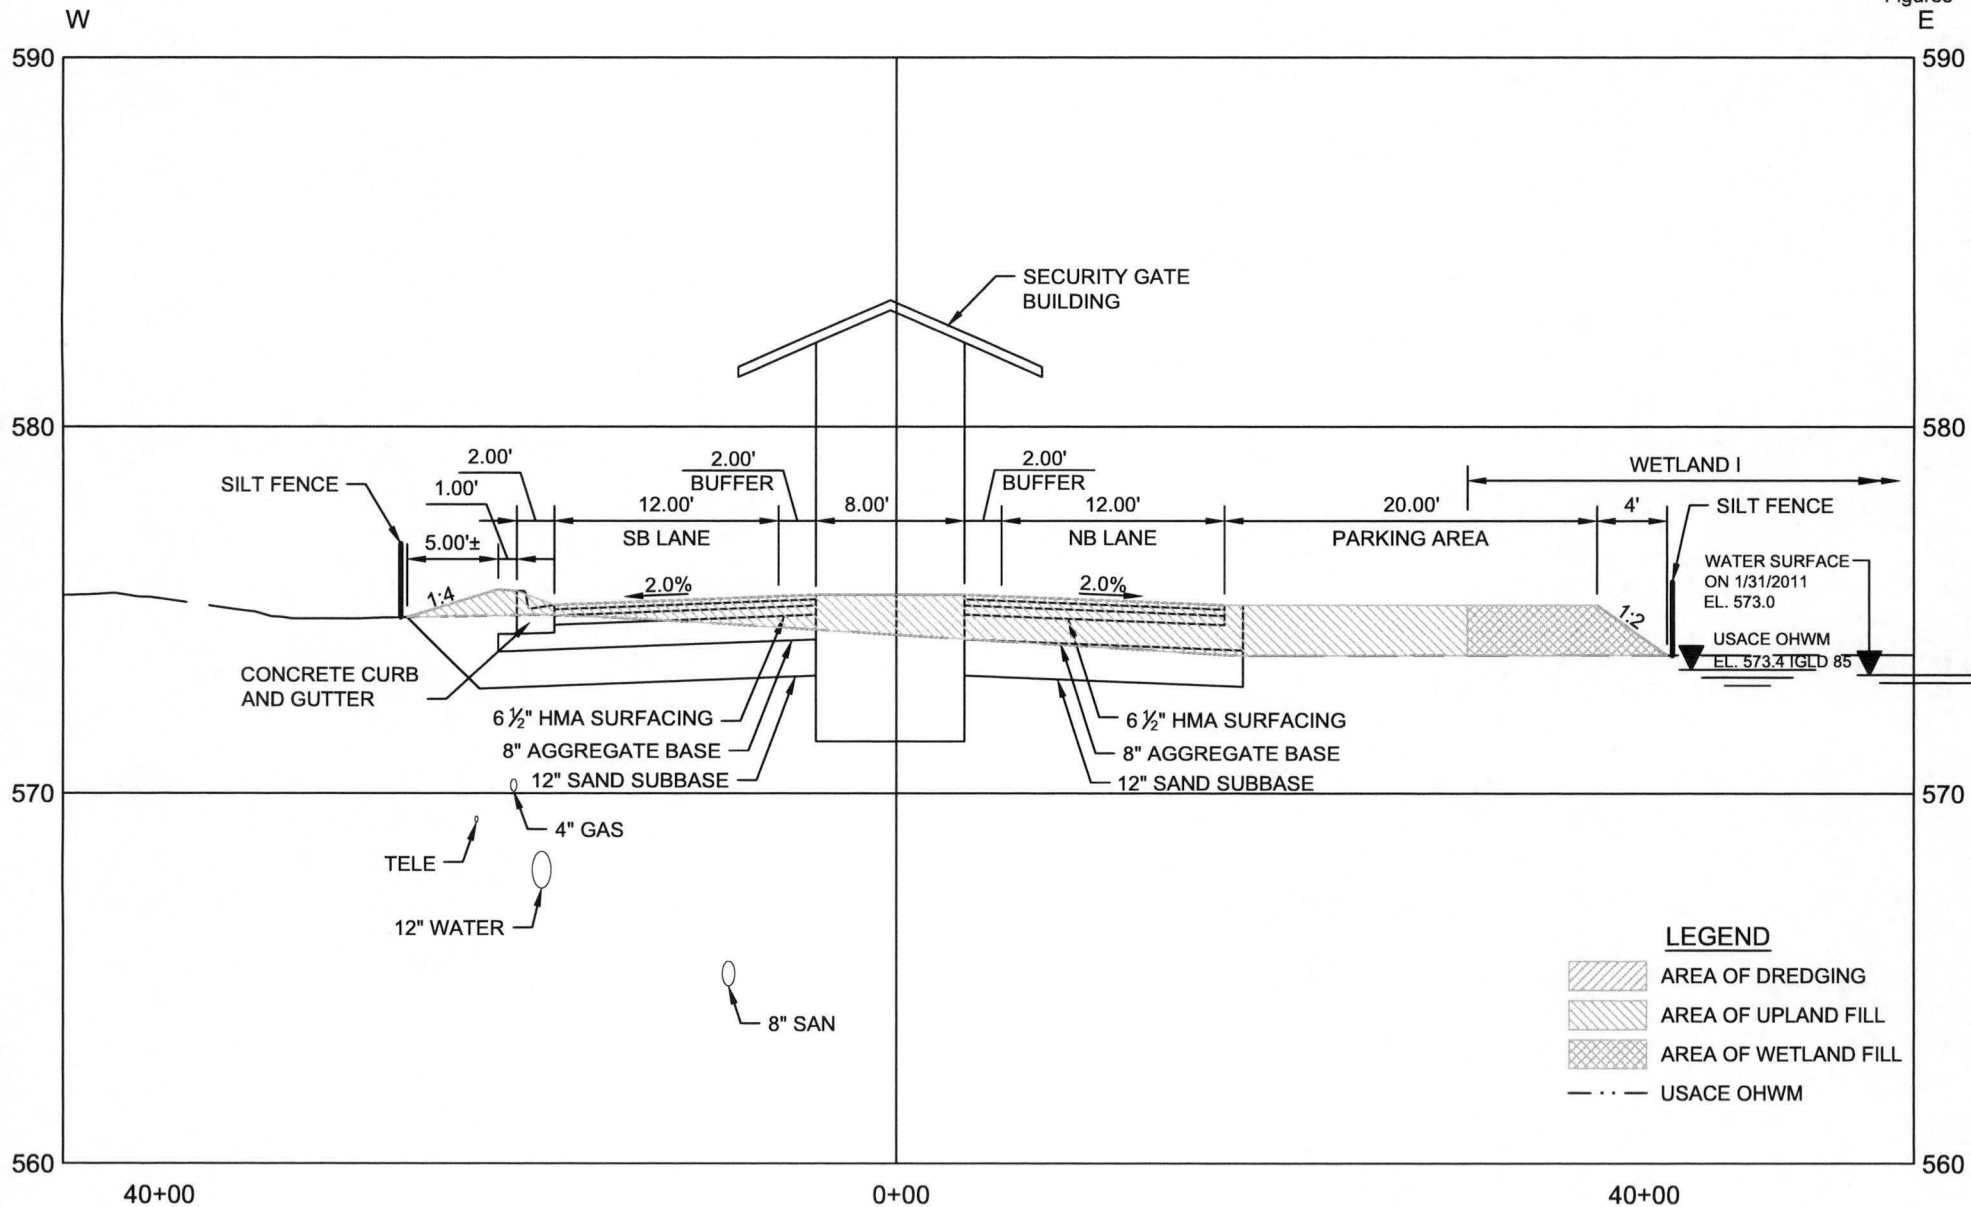 Figures
W
E
590
590
SECURITY GATE
BUILDING
580
580
WETLAND I
2.00'
2.00'
BUFFER
2.00'
BUFFER
SILT FENCE
1.00'
12.00'
8.00'
12.00'
20.00'
4'
SILT FENCE
5.00'±
SB LANE
NB LANE
PARKING AREA
WATER SURFACE
ON 1/31/2011
EL. 573.0
1:4
2.0%
2.0%
1:2
USACE OHWM
EL. 573.4 IGLD 85
CONCRETE CURB
AND GUTTER
6 ½" HMA SURFACING
8" AGGREGATE BASE
12" SAND SUBBASE
6 ½" HMA SURFACING
8" AGGREGATE BASE
12" SAND SUBBASE
570
570
4" GAS
TELE
12" WATER
8" SAN
LEGEND
AREA OF DREDGING
AREA OF UPLAND FILL
AREA OF WETLAND FILL
USACE OHWM
560
560
40+00
0+00
40+00